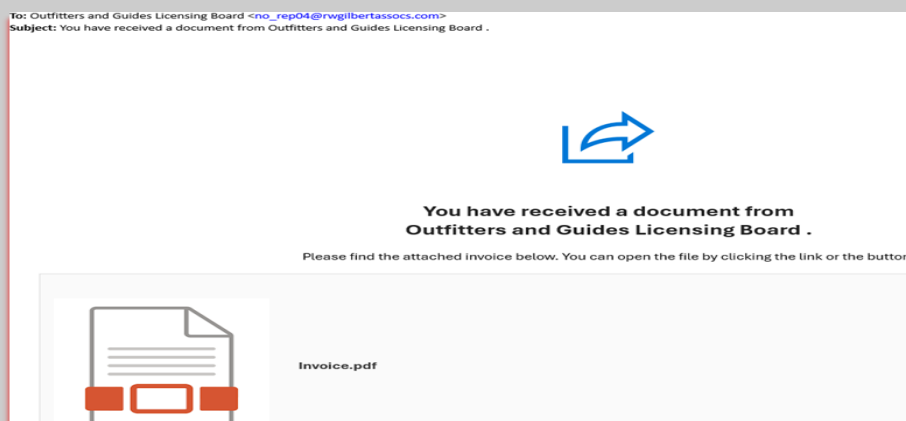 To: Outfitters and Guides Licensing Board <no_rep04@rwgilbertassocs.com>
Subject: You have received a document from Outfitters and Guides Licensing Board .
You have received a document from
Outfitters and Guides Licensing Board .
Please find the attached invoice below. You can open the file by clicking the link or the button
Invoice.pdf